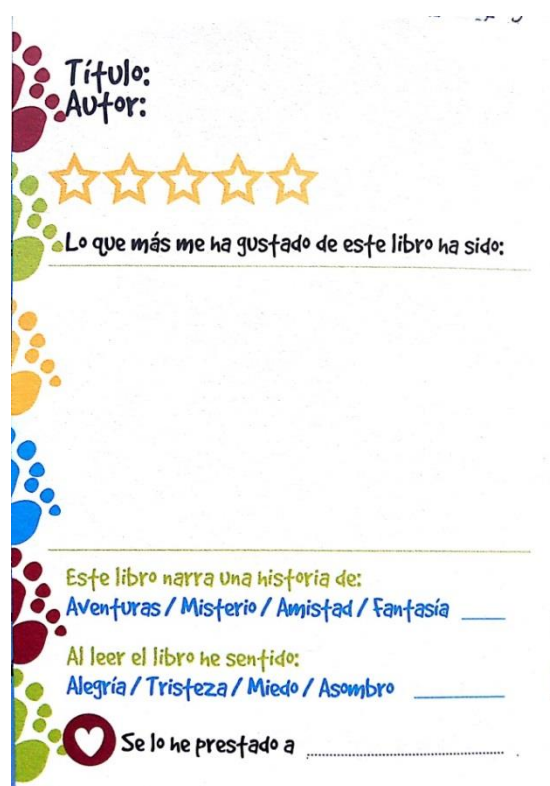 Título:
Autor:
Lo que más me ha gustado de este libro ha sido:
Este libro narra una historia de:
Aventuras / Misterio / Amistad / Fantasía
Al leer el libro he sentido:
Alegría / Tristeza / Miedo / Asombro
Se lo he prestado a